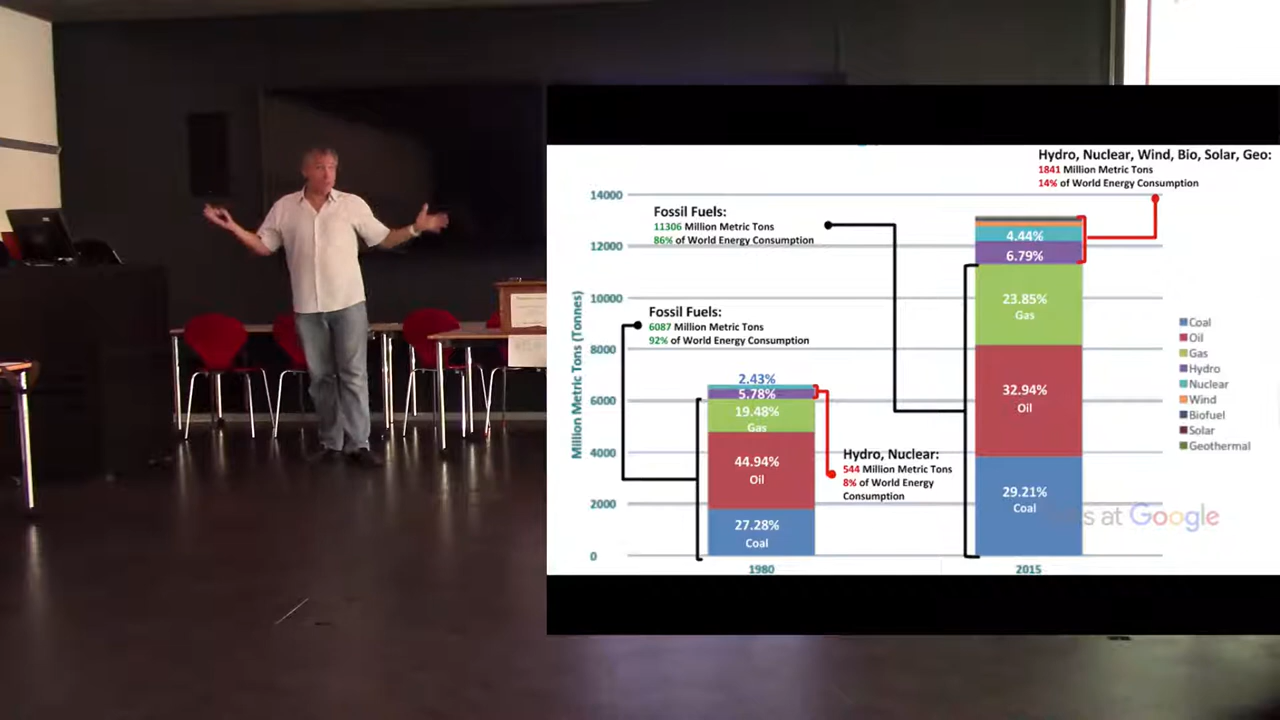 Hydro, Nuclear, Wind, Bio, Solar, Geo:
1841 Million Metric Tons
14% of World Energy Consumption
Fossil Fuels:
11306 Million Metric Tons
86% of World Energy Consumption
Fossil Fuels:
6087 Million Metric Tons
92% of World Energy Consumption
Hydro, Nuclear:
544 Million Metric Tons
8% of World Energy
Consumption
Million Metric Tons (Tonnes)
14000
12000
10000
8000
6000
4000
2000
0
2.43%
5.78%
19.48%
Gas
44.94%
Oil
27.28%
Coal
1980
4.44%
6.79%
23.85%
Gas
32.94%
Oil
29.21%
Coal
2015
Coal
Oil
Gas
Hydro
Nuclear
Wind
Biofuel
Solar
Geothermal
at Google